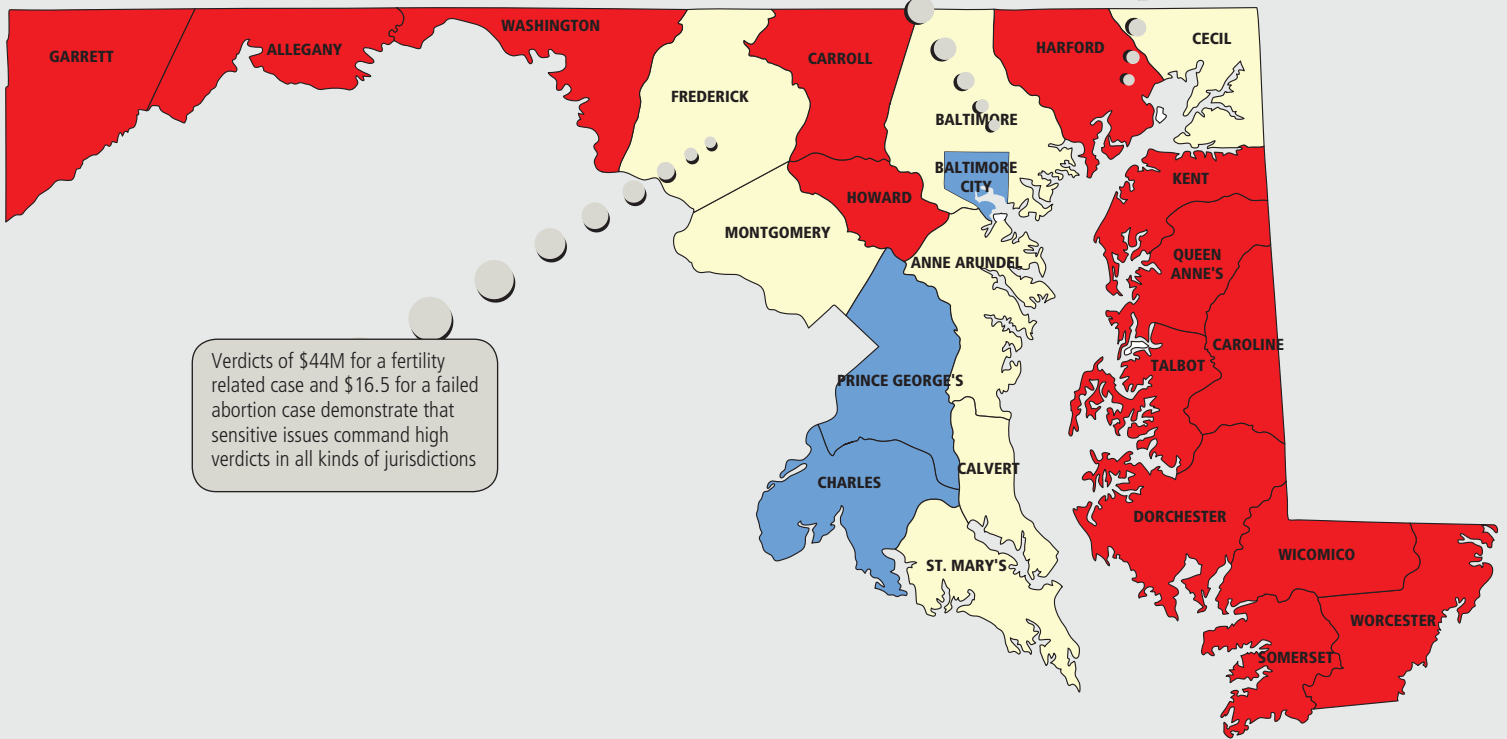 GARRETT
ALLEGANY
WASHINGTON
FREDERICK
CARROLL
HARFORD
CECIL
BALTIMORE
BALTIMORE
CITY
HOWARD
MONTGOMERY
ANNE ARUNDEL
KENT
QUEEN
ANNE'S
CAROLINE
TALBOT
PRINCE GEORGE'S
CHARLES
CALVERT
ST. MARY'S
DORCHESTER
WICOMICO
WORCESTER
SOMERSET
Verdicts of $44M for a fertility
related case and $16.5 for a failed
abortion case demonstrate that
sensitive issues command high
verdicts in all kinds of jurisdictions